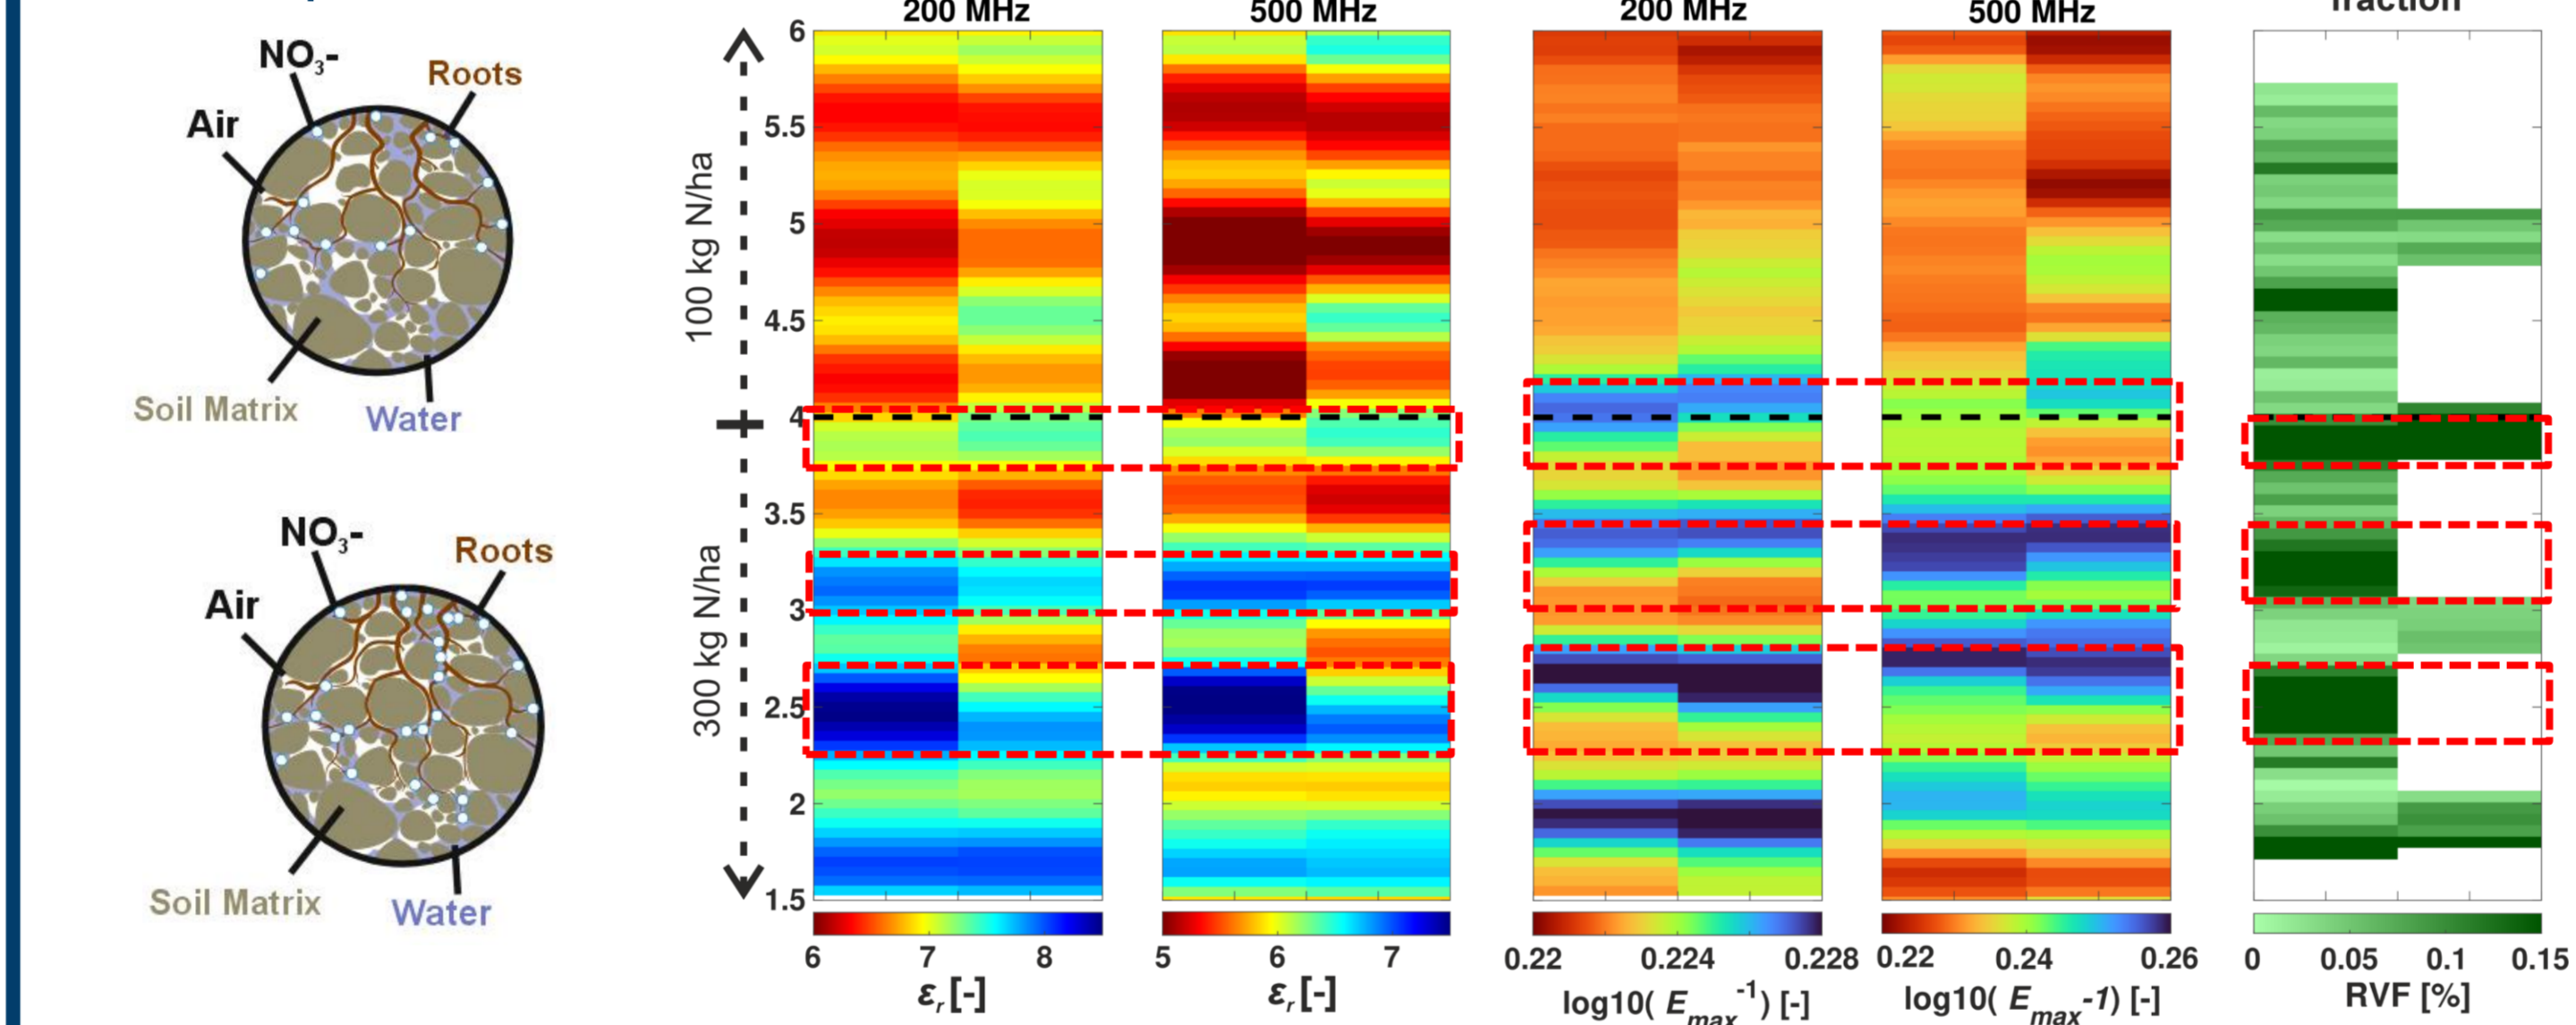 200 MHz
500 MHz
200 MHz
500 MHz
fraction
NO3-
Roots
Air
Soil Matrix
Water
NO3-
Roots
Air
Soil Matrix
Water
100 kg N/ha
300 kg N/ha
6
5.5
5
4.5
4
3.5
3
2.5
2
1.5
6 7 8
εr [-]
5 6 7
εr [-]
0.22 0.224 0.228
log10( Emax-1) [-]
0.22 0.24 0.26
log10( Emax-1) [-]
0 0.05 0.1 0.15
RVF [%]